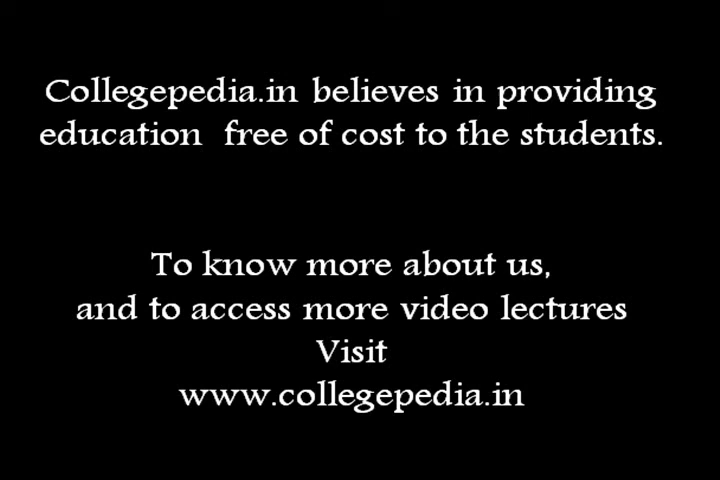 Collegepedia.in believes in providing
education free of cost to the students.
To know more about us,
and to access more video lectures
Visit
www.collegepedia.in